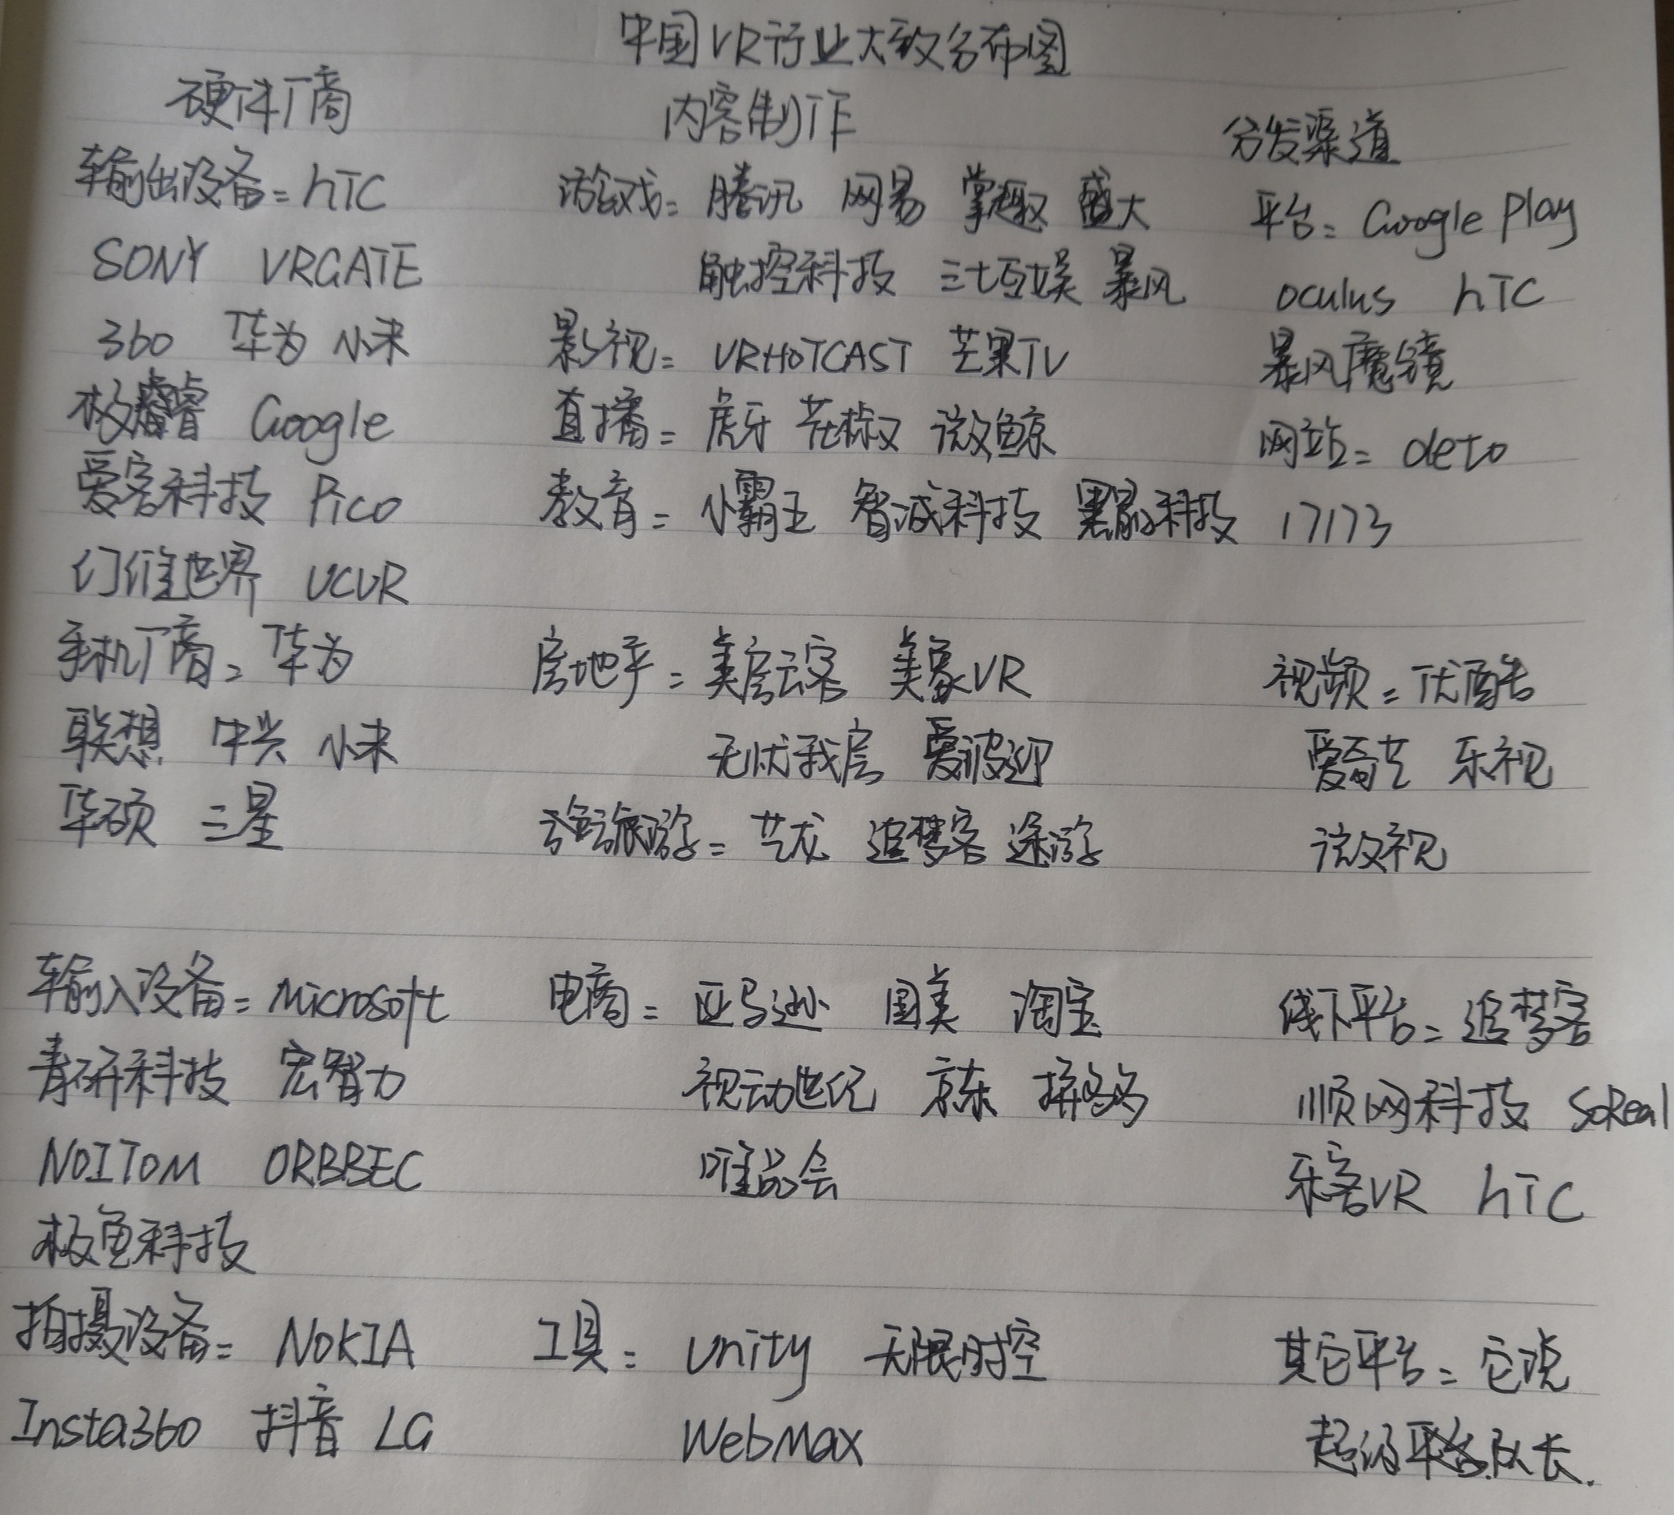 中国VR行业大致分布图
硬件厂商 内容制作 分发渠道
输出设备: hTC 游戏: 腾讯 网易 掌趣 盛大 平台: Google Play
SONY VRGATE 触控科技 三七互娱 暴风 oculus hTC
360 华为 小米 影视: VRHOTCAST 芒果TV 暴风魔镜
极睿 Google 直播: 虎牙 花椒 微鲸 网站: deto
爱客科技 Pico 教育: 小霸王 智诚科技 黑晶科技 17173
幻维世界 UCVR
手机厂商: 华为 房地产: 美房云客 美象VR 视频: 优酷
联想 中兴 小米 无忧我房 爱波迎 爱奇艺 乐视
华硕 三星 旅游: 艺龙 追梦客 途游 微视
输入设备: Microsoft 电商: 亚马逊 国美 淘宝 线下平台: 追梦客
青研科技 宏智力 视动世纪 京东 拼多多 顺网科技 SoReal
NOITOM ORBBEC 唯品会 乐客VR hTC
极鱼科技
拍摄设备: NOKIA 工具: Unity 无限时空 其它平台: 它说
Insta360 抖音 LG WebMax 超级队长.